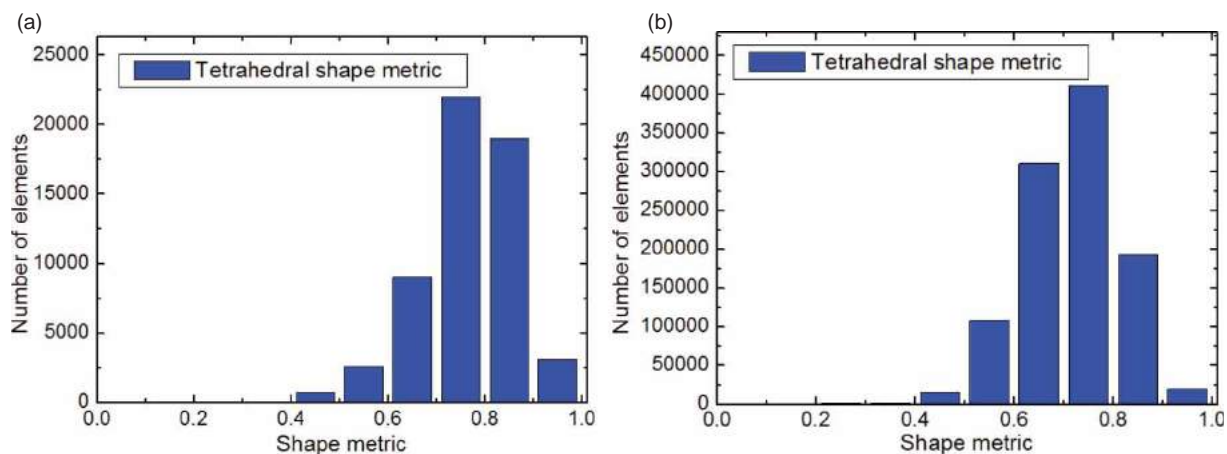 (a)
25000
20000
15000
10000
5000
0
Number of elements
Tetrahedral shape metric
0.0 0.2 0.4 0.6 0.8 1.0
Shape metric
(b)
450000
400000
350000
300000
250000
200000
150000
100000
50000
0
Number of elements
Tetrahedral shape metric
0.0 0.2 0.4 0.6 0.8 1.0
Shape metric